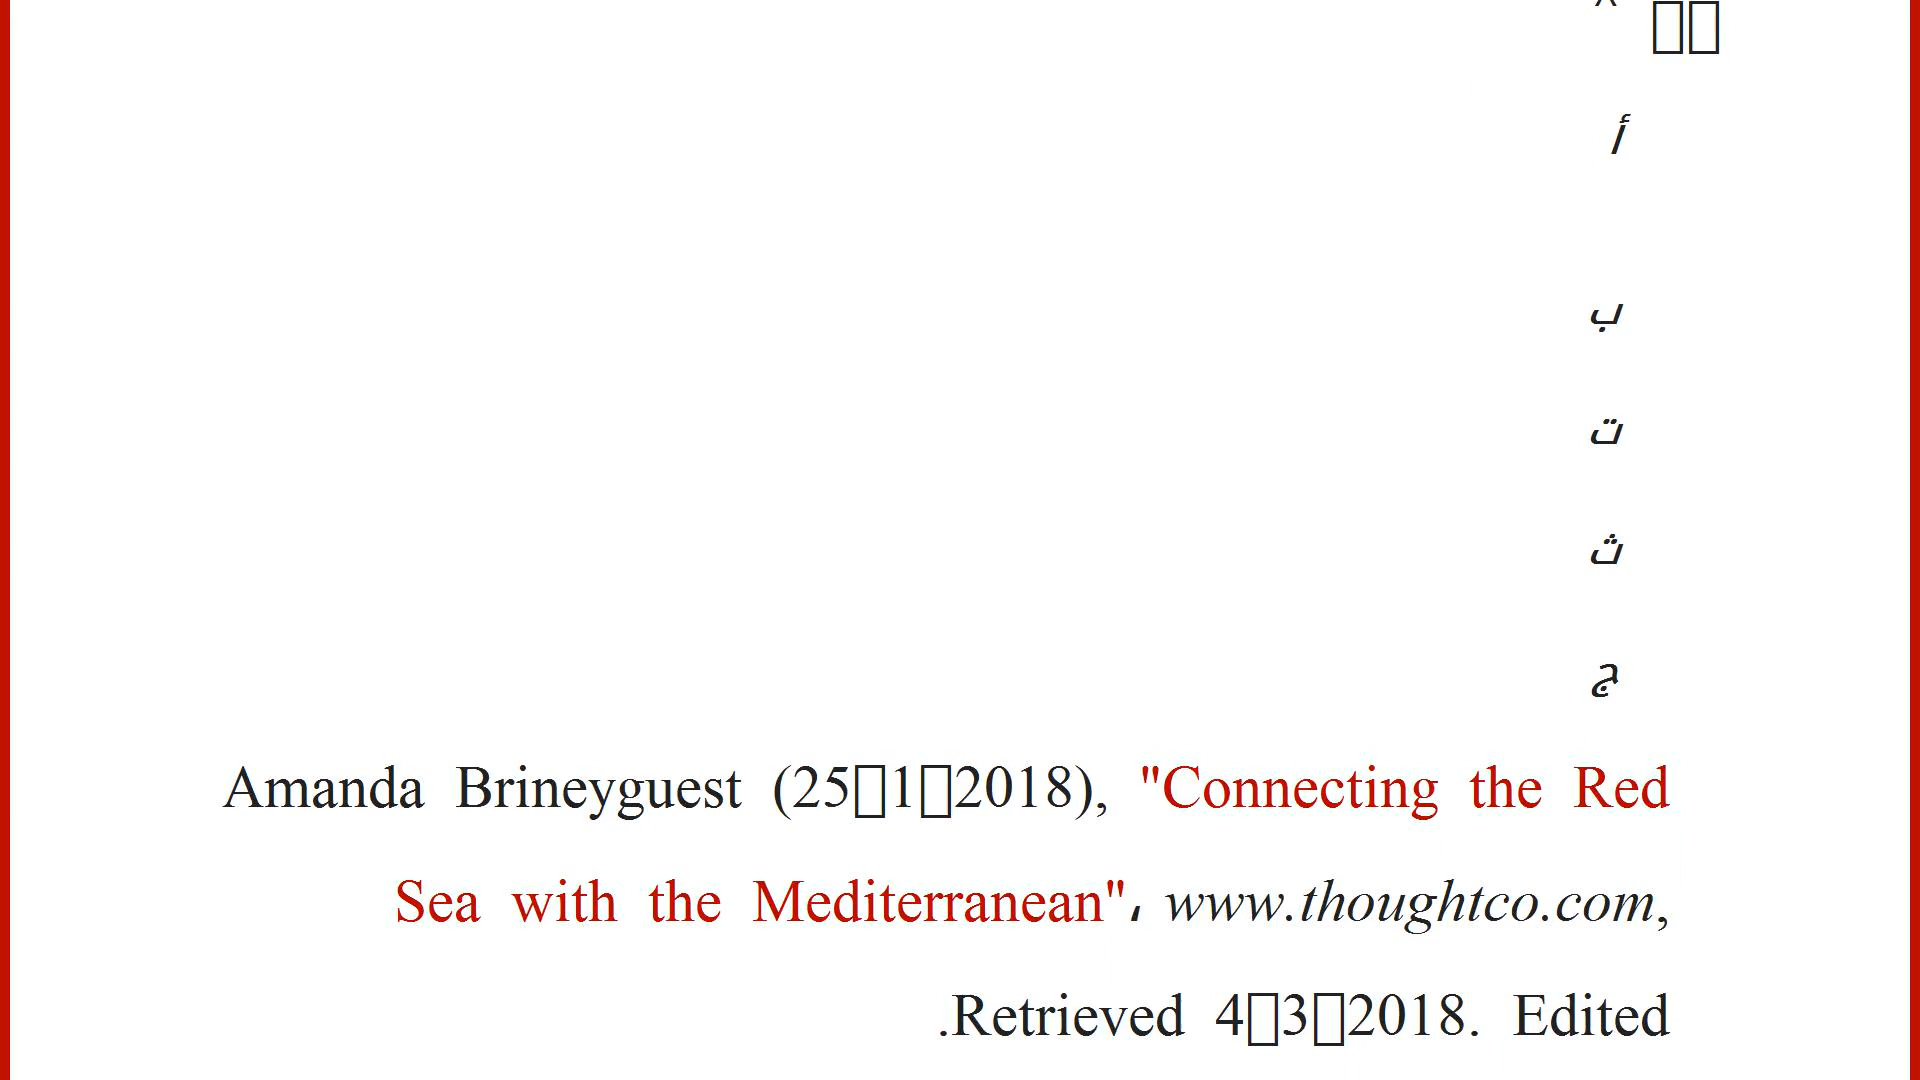 ^ □□
أ
ب
ت
ث
ج
Amanda Brineyguest (25□1□2018), "Connecting the Red
Sea with the Mediterranean"، www.thoughtco.com,
.Retrieved 4□3□2018. Edited